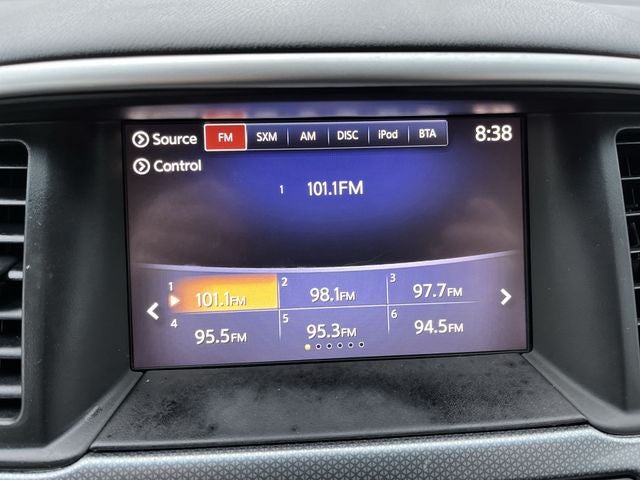 Source FM SXM AM DISC iPod BTA 8:38
Control
1 101.1FM
1 101.1FM 2 98.1FM 3 97.7FM
4 95.5FM 5 95.3FM 6 94.5FM